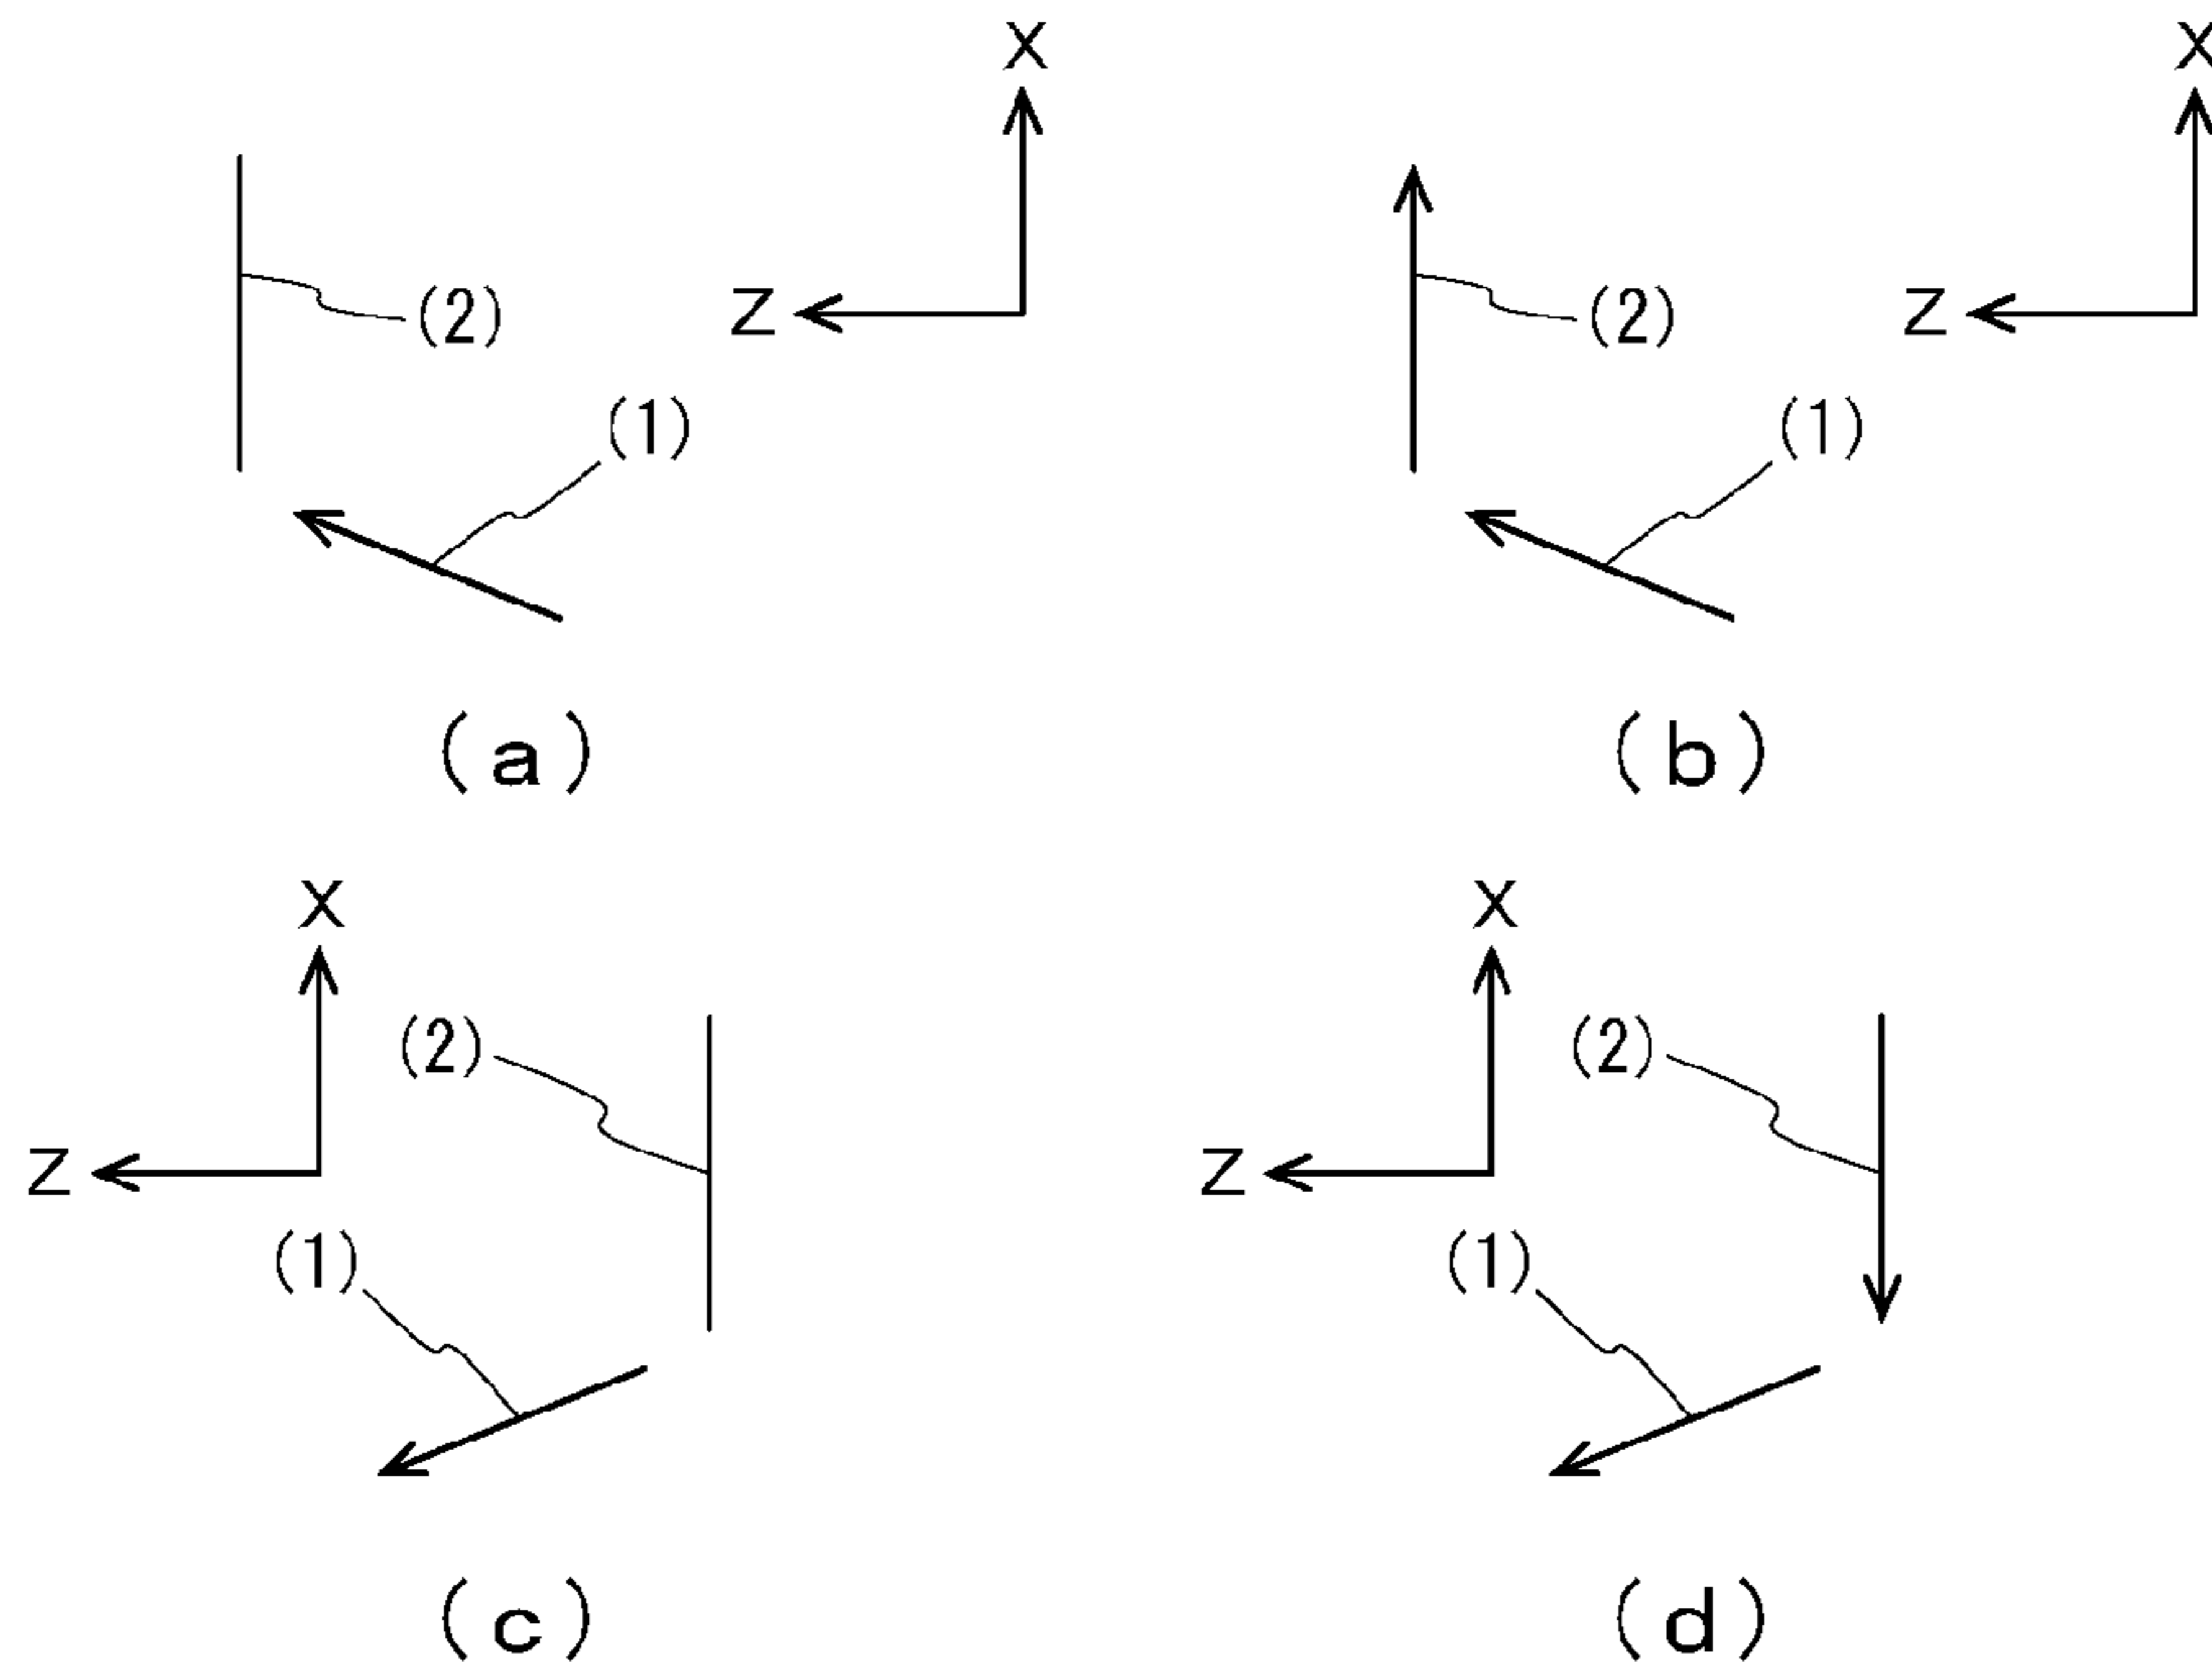 X X
(2) Z (2) Z
(1) (1)
(a) (b)
X X
(2) (2)
Z Z
(1) (1)
(c) (d)